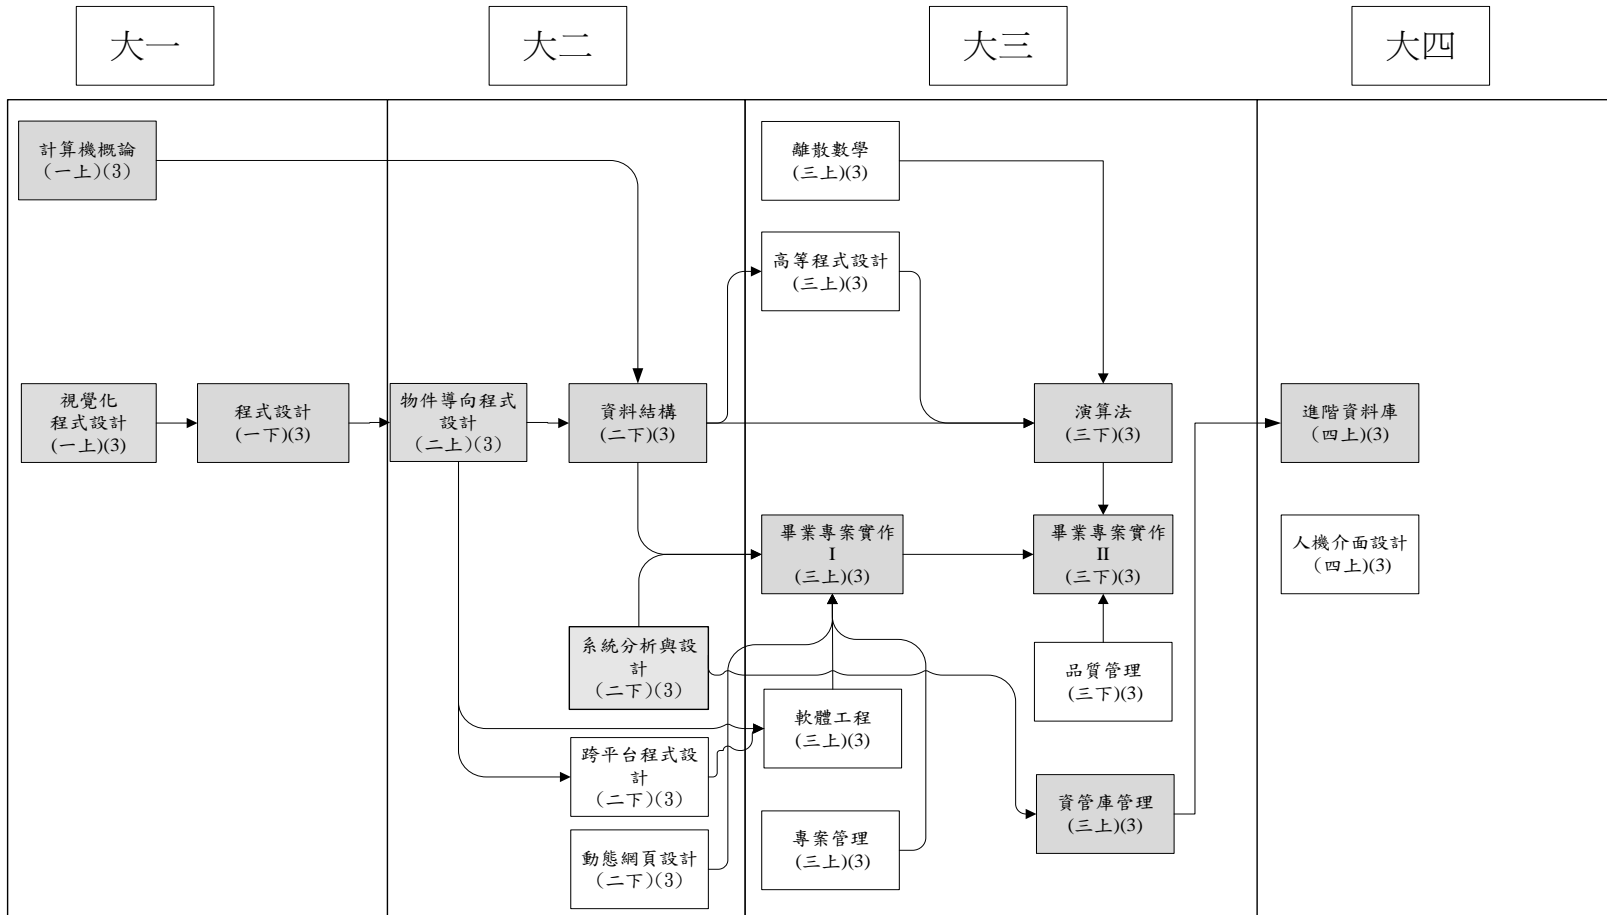 大一
大二
大三
大四
計算機概論
(一上)(3)
離散數學
(三上)(3)
高等程式設計
(三上)(3)
視覺化
程式設計
(一上)(3)
程式設計
(一下)(3)
物件導向程式
設計
(二上)(3)
資料結構
(二下)(3)
演算法
(三下)(3)
進階資料庫
(四上)(3)
畢業專案實作
I
(三上)(3)
畢業專案實作
II
(三下)(3)
人機介面設計
(四上)(3)
系統分析與設
計
(二下)(3)
品質管理
(三下)(3)
軟體工程
(三上)(3)
跨平台程式設
計
(二下)(3)
資管庫管理
(三上)(3)
動態網頁設計
(二下)(3)
專案管理
(三上)(3)